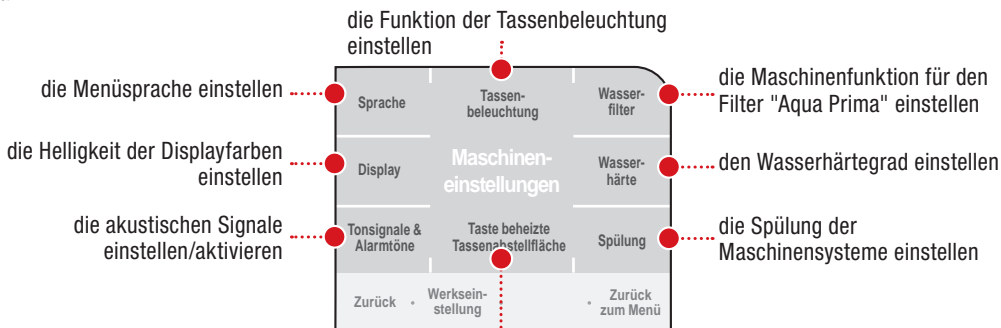 die Funktion der Tassenbeleuchtung
einstellen
die Menüsprache einstellen
die Maschinenfunktion für den
Filter "Aqua Prima" einstellen
Sprache
Tassen-
beleuchtung
Wasser-
filter
die Helligkeit der Displayfarben
einstellen
Display
Maschinen-
einstellungen
Wasser-
härte
den Wasserhärtegrad einstellen
die akustischen Signale
einstellen/aktivieren
Tonsignale &
Alarmtöne
Taste beheizte
Tassenabstellfläche
Spülung
die Spülung der
Maschinensysteme einstellen
Zurück
Werksein-
stellung
Zurück
zum Menü